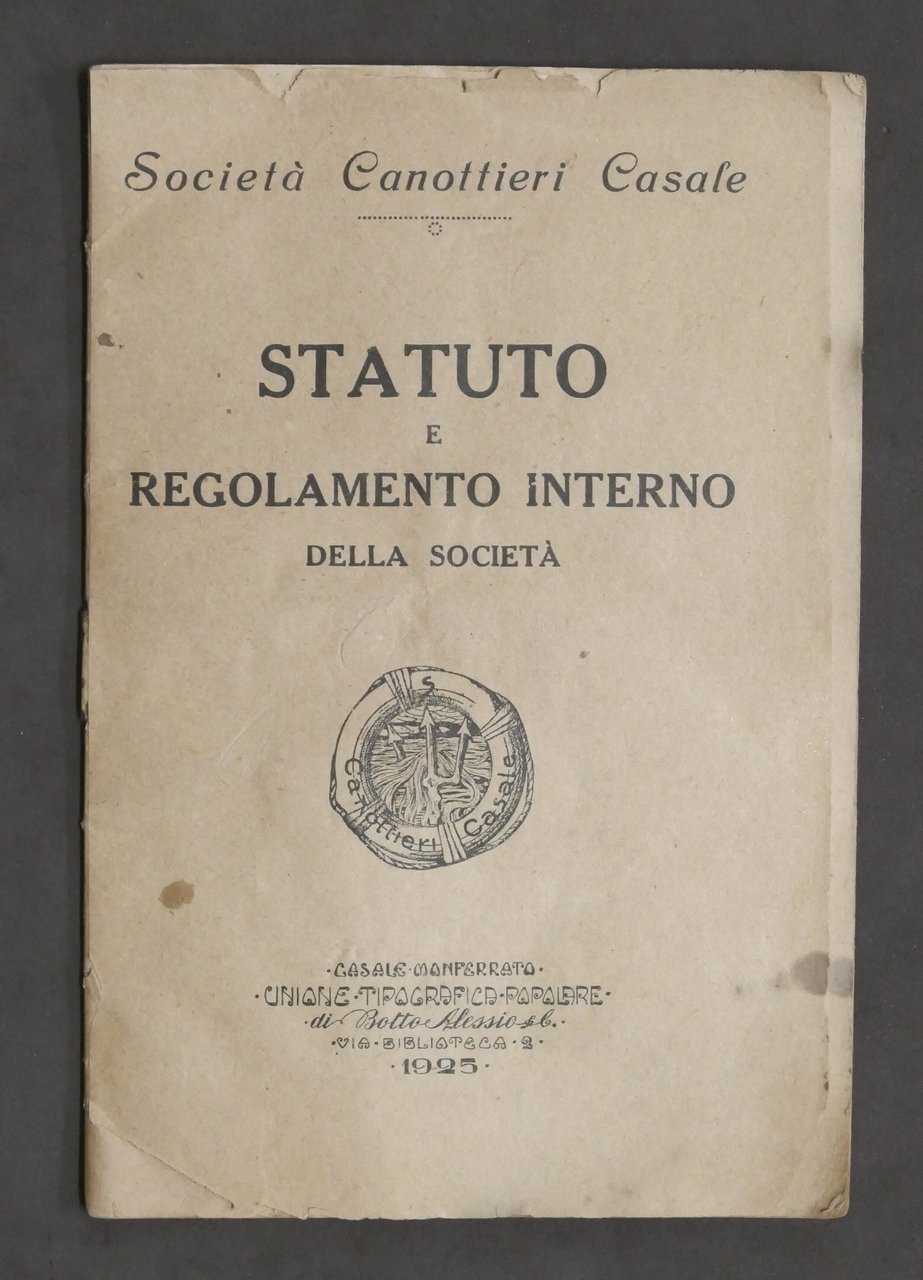 Società Canottieri Casale
STATUTO
E
REGOLAMENTO INTERNO
DELLA SOCIETÀ
S
Canottieri Casale
·CASALE·MONFERRATO·
·UNIONE·TIPOGRAFICA·POPOLARE·
·di Botto Alessio & C.·
·VIA·BIBLIOTECA·2·
·1925·